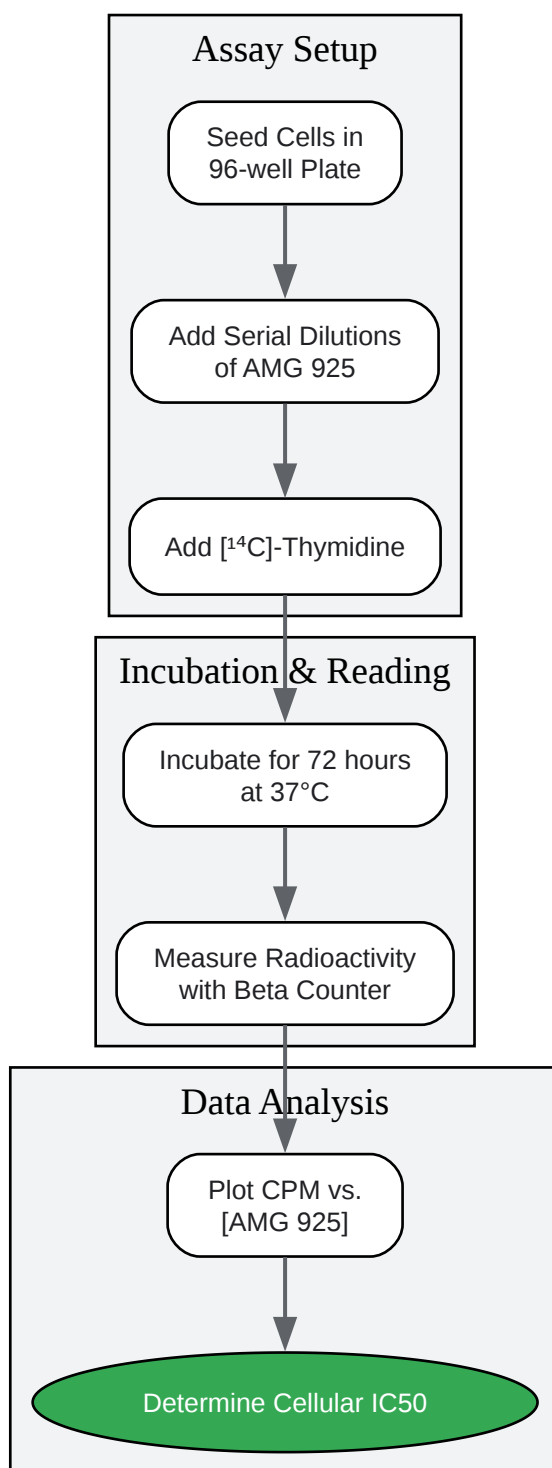 Assay Setup
Seed Cells in
96-well Plate
Add Serial Dilutions
of AMG 925
Add [¹⁴C]-Thymidine
Incubation & Reading
Incubate for 72 hours
at 37°C
Measure Radioactivity
with Beta Counter
Data Analysis
Plot CPM vs.
[AMG 925]
Determine Cellular IC50